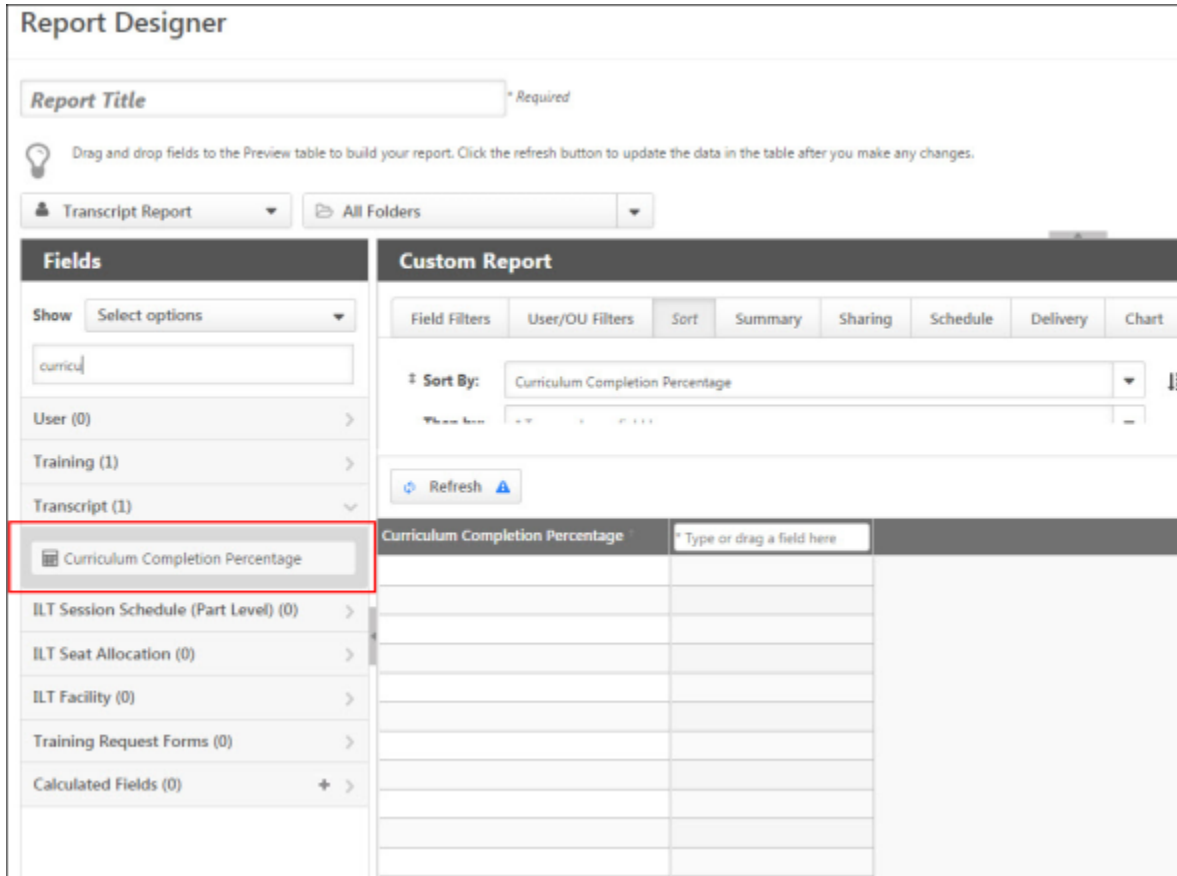 Report Designer
Report Title
* Required
Drag and drop fields to the Preview table to build your report. Click the refresh button to update the data in the table after you make any changes.
Transcript Report
All Folders
Fields
Custom Report
Show
Select options
Field Filters
User/OU Filters
Sort
Summary
Sharing
Schedule
Delivery
Chart
curricu
Sort By:
Curriculum Completion Percentage
User (0)
Training (1)
Refresh
Transcript (1)
Curriculum Completion Percentage
* Type or drag a field here
Curriculum Completion Percentage
ILT Session Schedule (Part Level) (0)
ILT Seat Allocation (0)
ILT Facility (0)
Training Request Forms (0)
Calculated Fields (0)